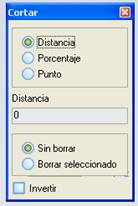 Cortar
Distancia
Porcentaje
Punto
Distancia
0
Sin borrar
Borrar seleccionado
Invertir